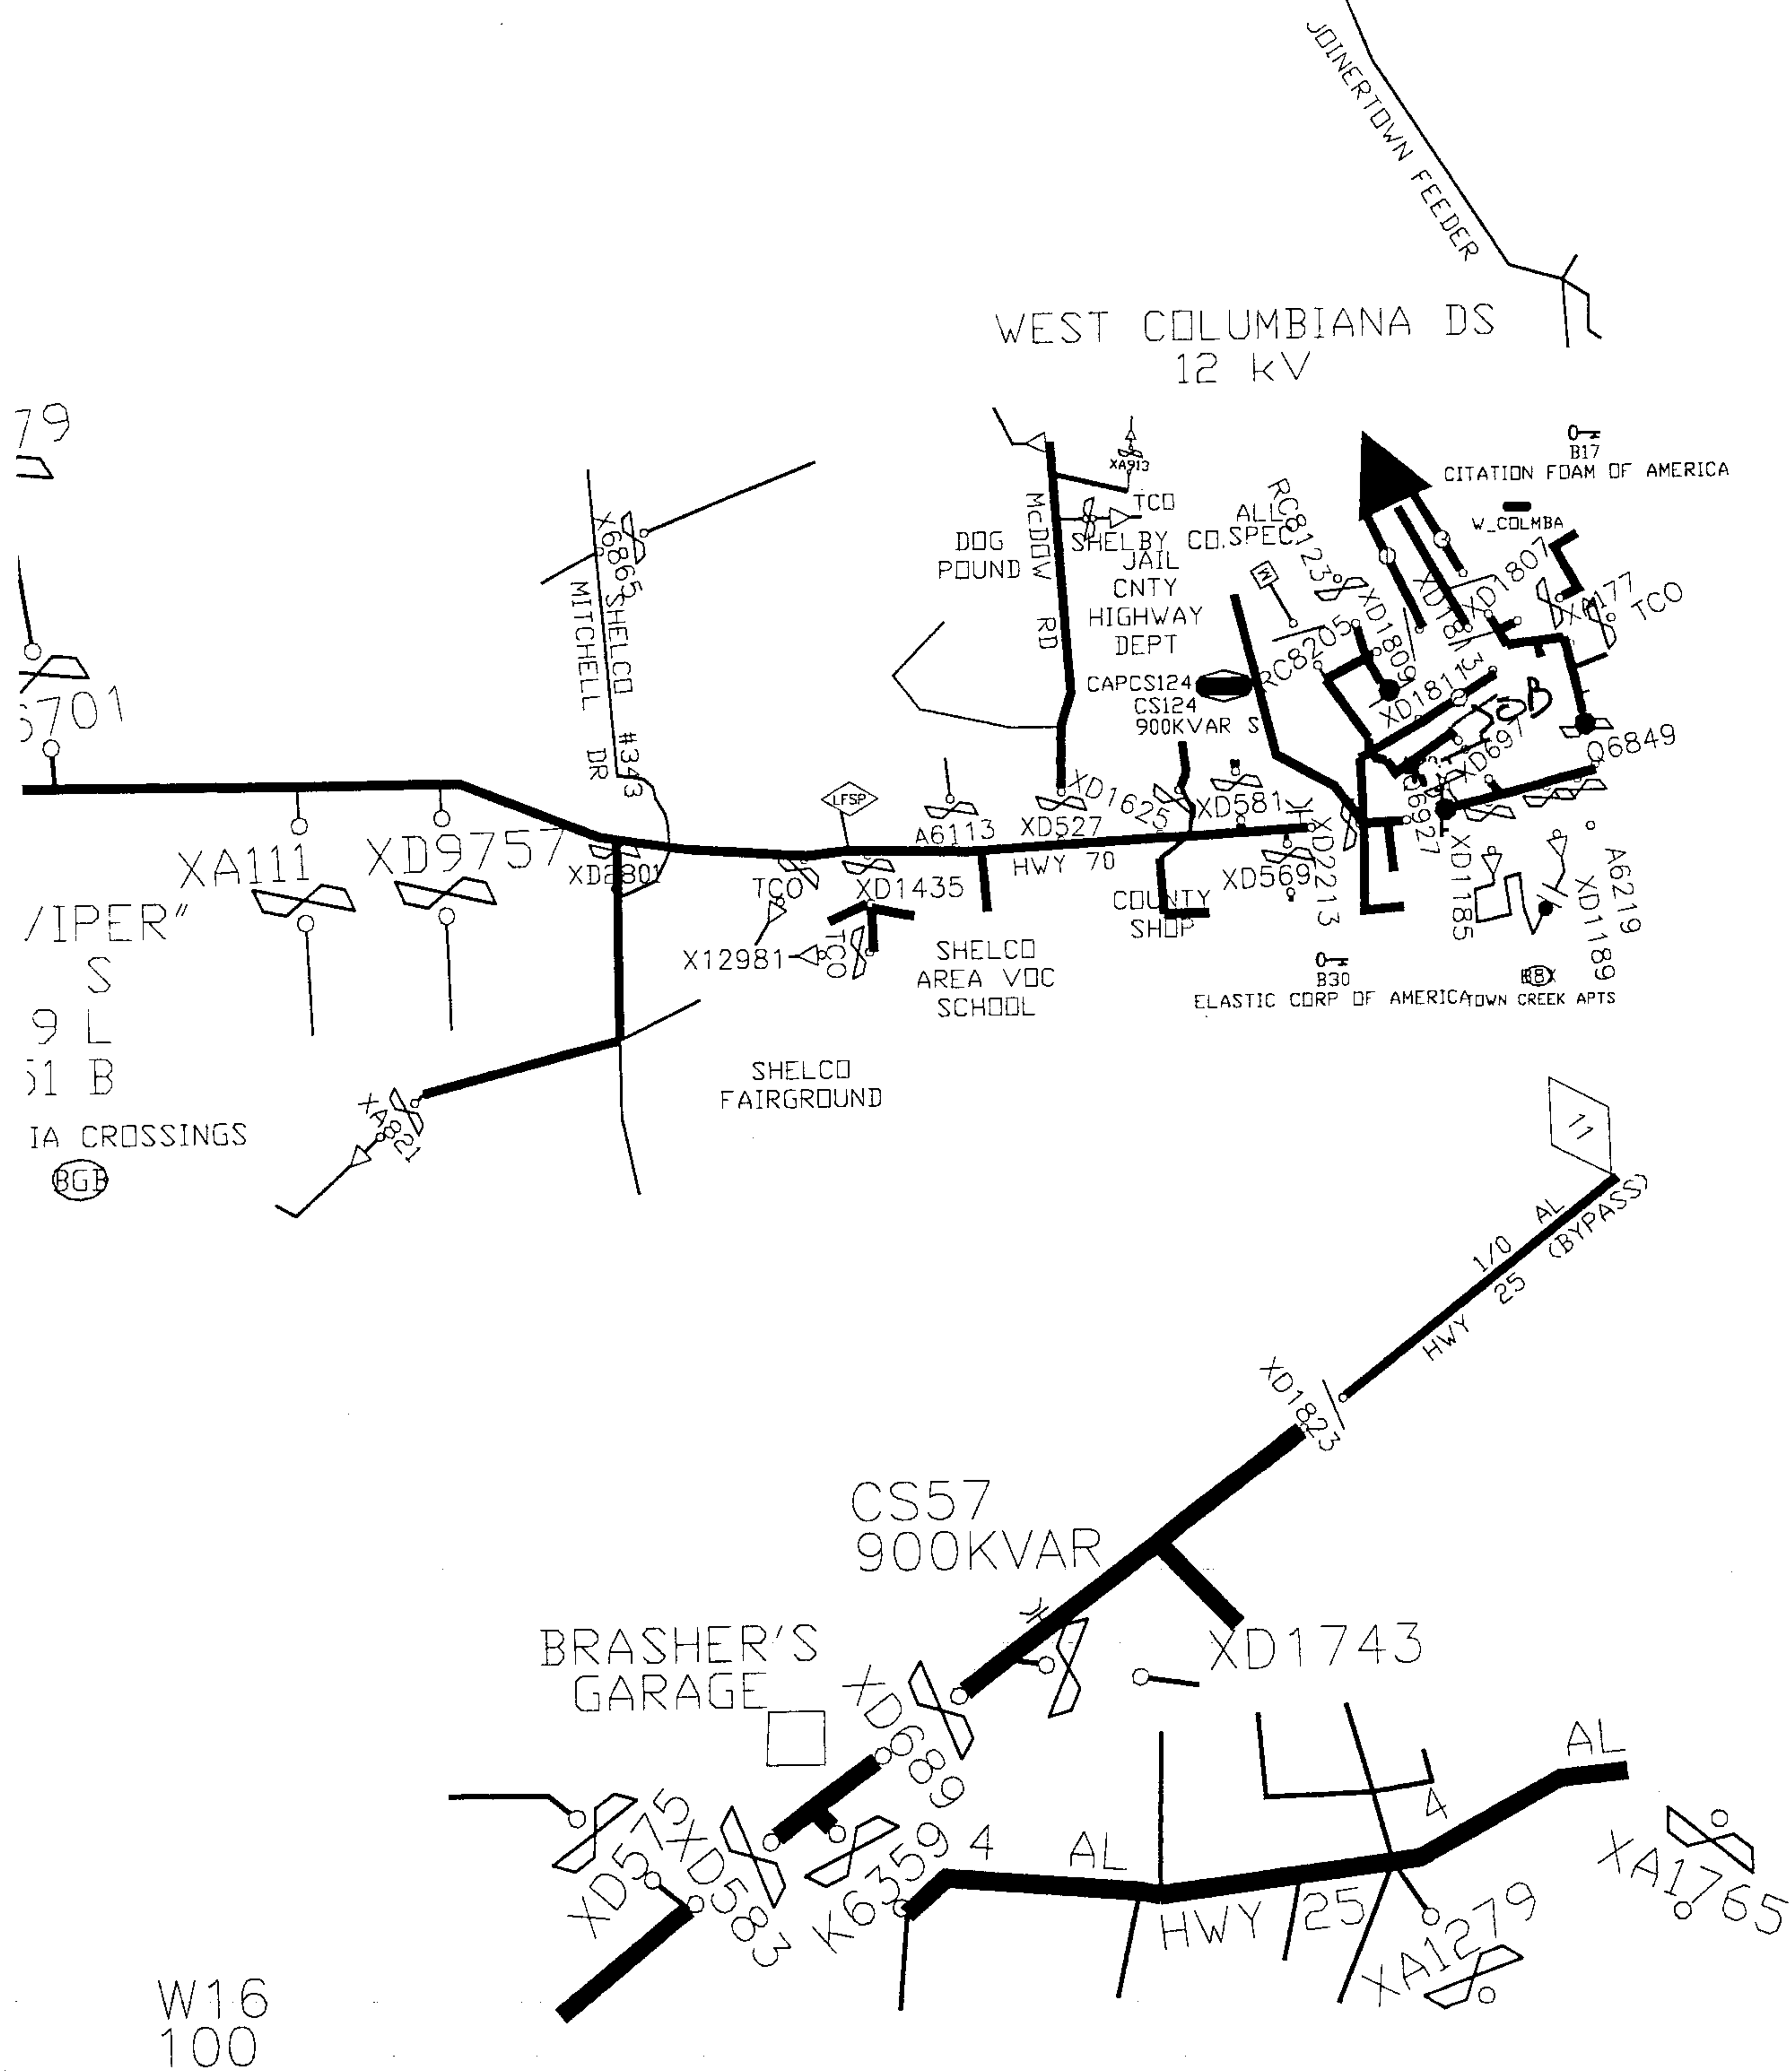 JOINERTOWN FEEDER
WEST COLUMBIANA DS
12 kV
79
B17
CITATION FOAM OF AMERICA
W_COLMBA
XA913
TCO
McDOW RD
DOG
POUND
SHELBY CO.
JAIL
CNTY
HIGHWAY
DEPT
ALL
SPEC
RC8123
XD1807
XA177
TCO
XD1809
RC8205
XD1811
XD1813
CAPCS124
CS124
900KVAR S
OB
XD697
Q6849
X6865
SHELCO #343
MITCHELL DR
6701
LFSP
A6113
XD527
XD1625
XD581
HWY 70
XD569
XD2213
Q6927
XD1185
A6219
XD1189
XA111
XD9757
XD2801
TCO
XD1435
COUNTY
SHOP
X12981
TCO
SHELCO
AREA VOC
SCHOOL
B30
ELASTIC CORP OF AMERICA
TOWN CREEK APTS
/IPER"
S
9 L
51 B
IA CROSSINGS
BGB
SHELCO
FAIRGROUND
XA821
11
1/0 AL
HWY 25 (BYPASS)
XD1823
CS57
900KVAR
XD1743
BRASHER'S
GARAGE
XD689
XD575
XD583
K6359
4 AL
4 AL
HWY 25
XA1279
XA1765
W16
100